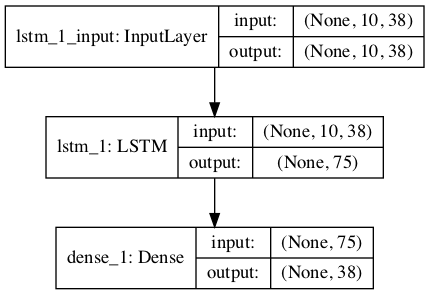 lstm_1_input: InputLayer
input: (None, 10, 38)
output: (None, 10, 38)
lstm_1: LSTM
input: (None, 10, 38)
output: (None, 75)
dense_1: Dense
input: (None, 75)
output: (None, 38)